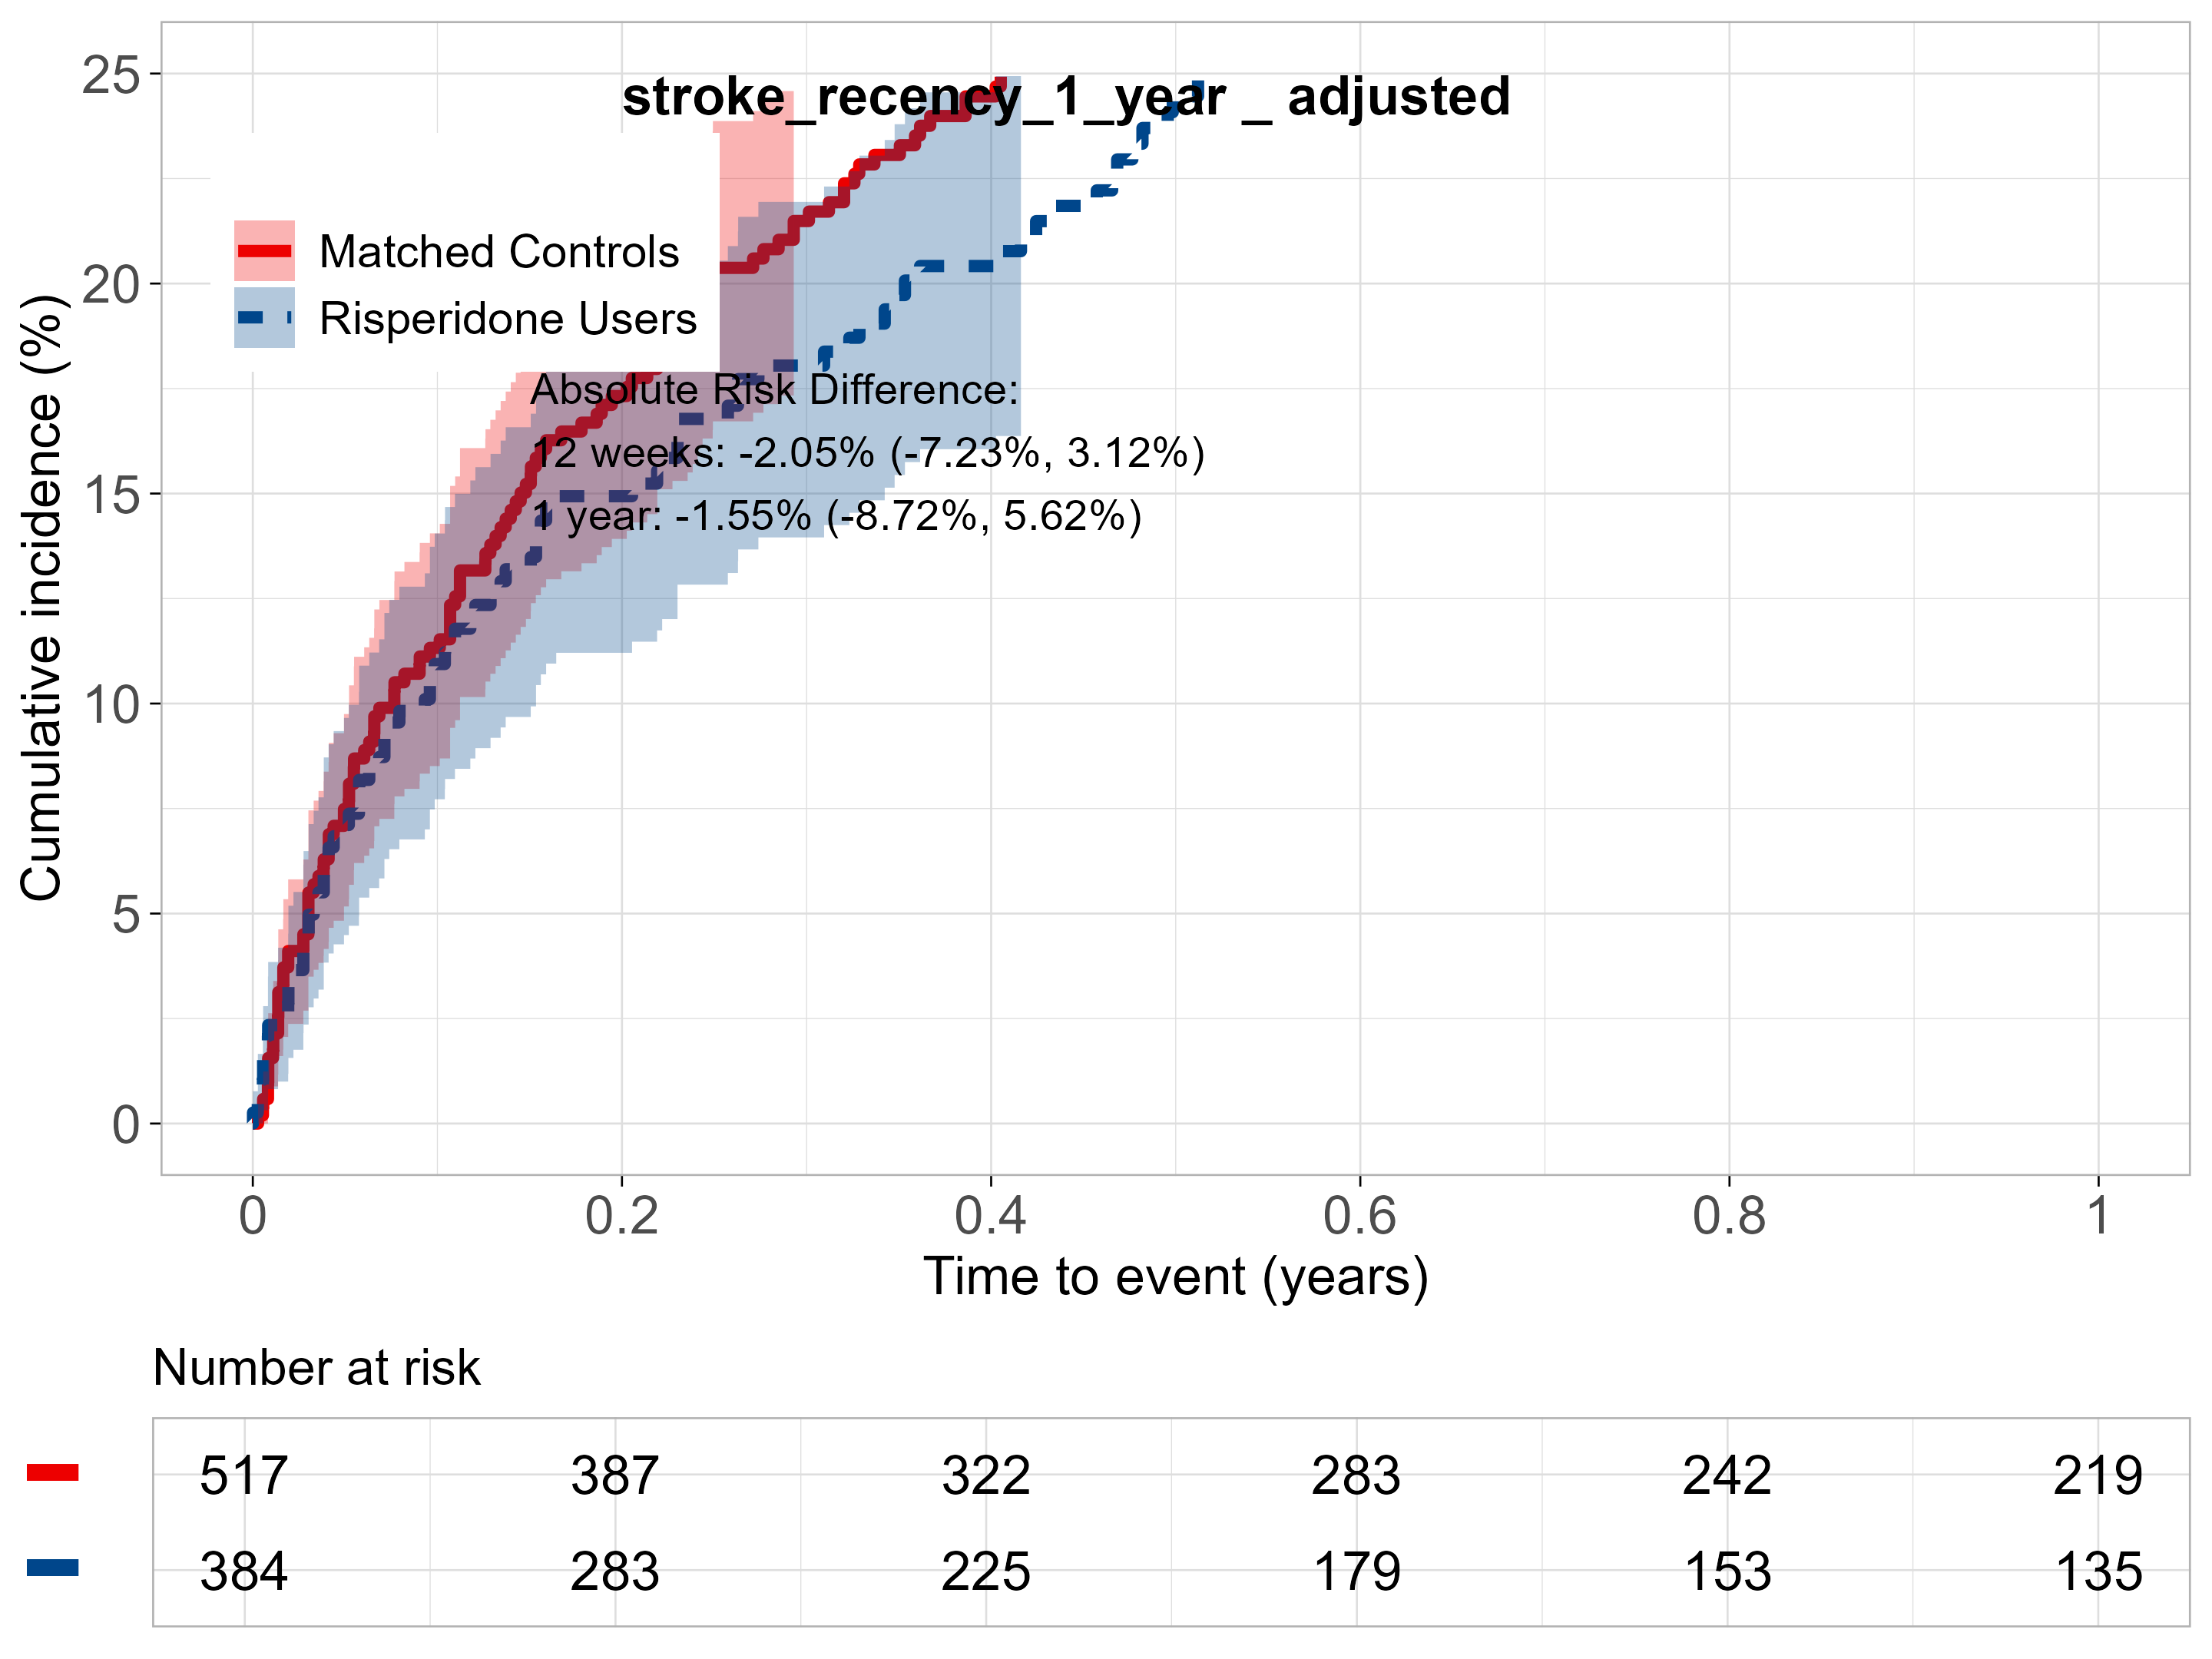 stroke_recency_1_year _ adjusted
25
20
15
10
5
0
Cumulative incidence (%)
Matched Controls
Risperidone Users
Absolute Risk Difference:
12 weeks: -2.05% (-7.23%, 3.12%)
1 year: -1.55% (-8.72%, 5.62%)
0 0.2 0.4 0.6 0.8 1
Time to event (years)
Number at risk
517 387 322 283 242 219
384 283 225 179 153 135